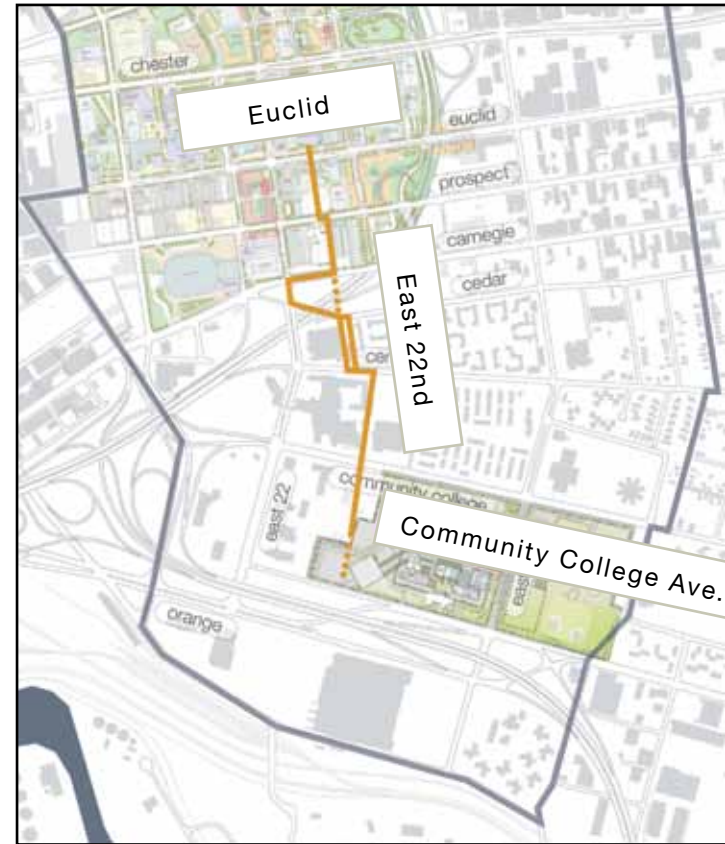 chester
Euclid
euclid
prospect
carnegie
cedar
East 22nd
community college
east 22
Community College Ave.
orange